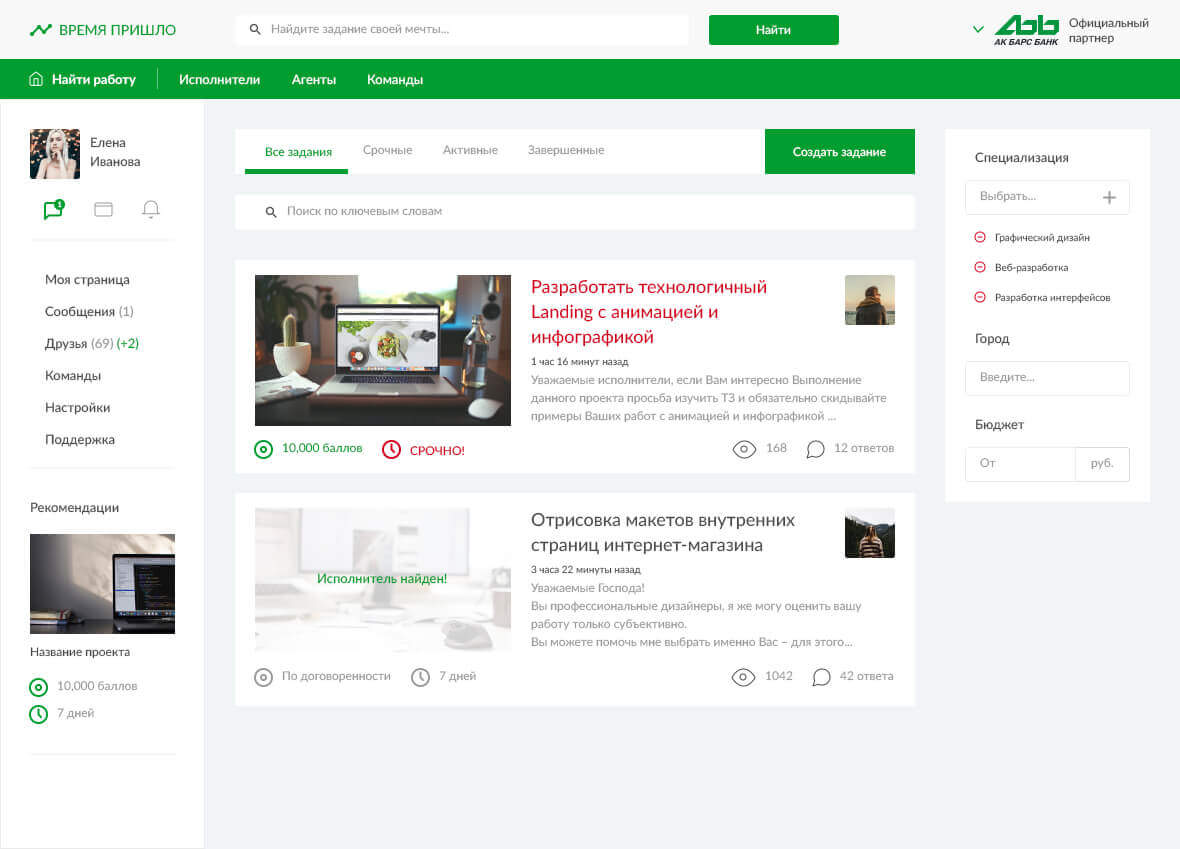 ВРЕМЯ ПРИШЛО
Найдите задание своей мечты...
Найти
АК БАРС БАНК
Официальный
партнер
Найти работу
Исполнители
Агенты
Команды
Елена
Иванова
1
Моя страница
Сообщения (1)
Друзья (69) (+2)
Команды
Настройки
Поддержка
Рекомендации
Название проекта
10,000 баллов
7 дней
Все задания
Срочные
Активные
Завершенные
Создать задание
Поиск по ключевым словам
Разработать технологичный
Landing с анимацией и
инфографикой
1 час 16 минут назад
Уважаемые исполнители, если Вам интересно Выполнение
данного проекта просьба изучить ТЗ и обязательно скидывайте
примеры Ваших работ с анимацией и инфографикой ...
10,000 баллов
СРОЧНО!
168
12 ответов
Исполнитель найден!
Отрисовка макетов внутренних
страниц интернет-магазина
3 часа 22 минуты назад
Уважаемые Господа!
Вы профессиональные дизайнеры, я же могу оценить вашу
работу только субъективно.
Вы можете помочь мне выбрать именно Вас – для этого...
По договоренности
7 дней
1042
42 ответа
Специализация
Выбрать...
Графический дизайн
Веб-разработка
Разработка интерфейсов
Город
Введите...
Бюджет
От
руб.